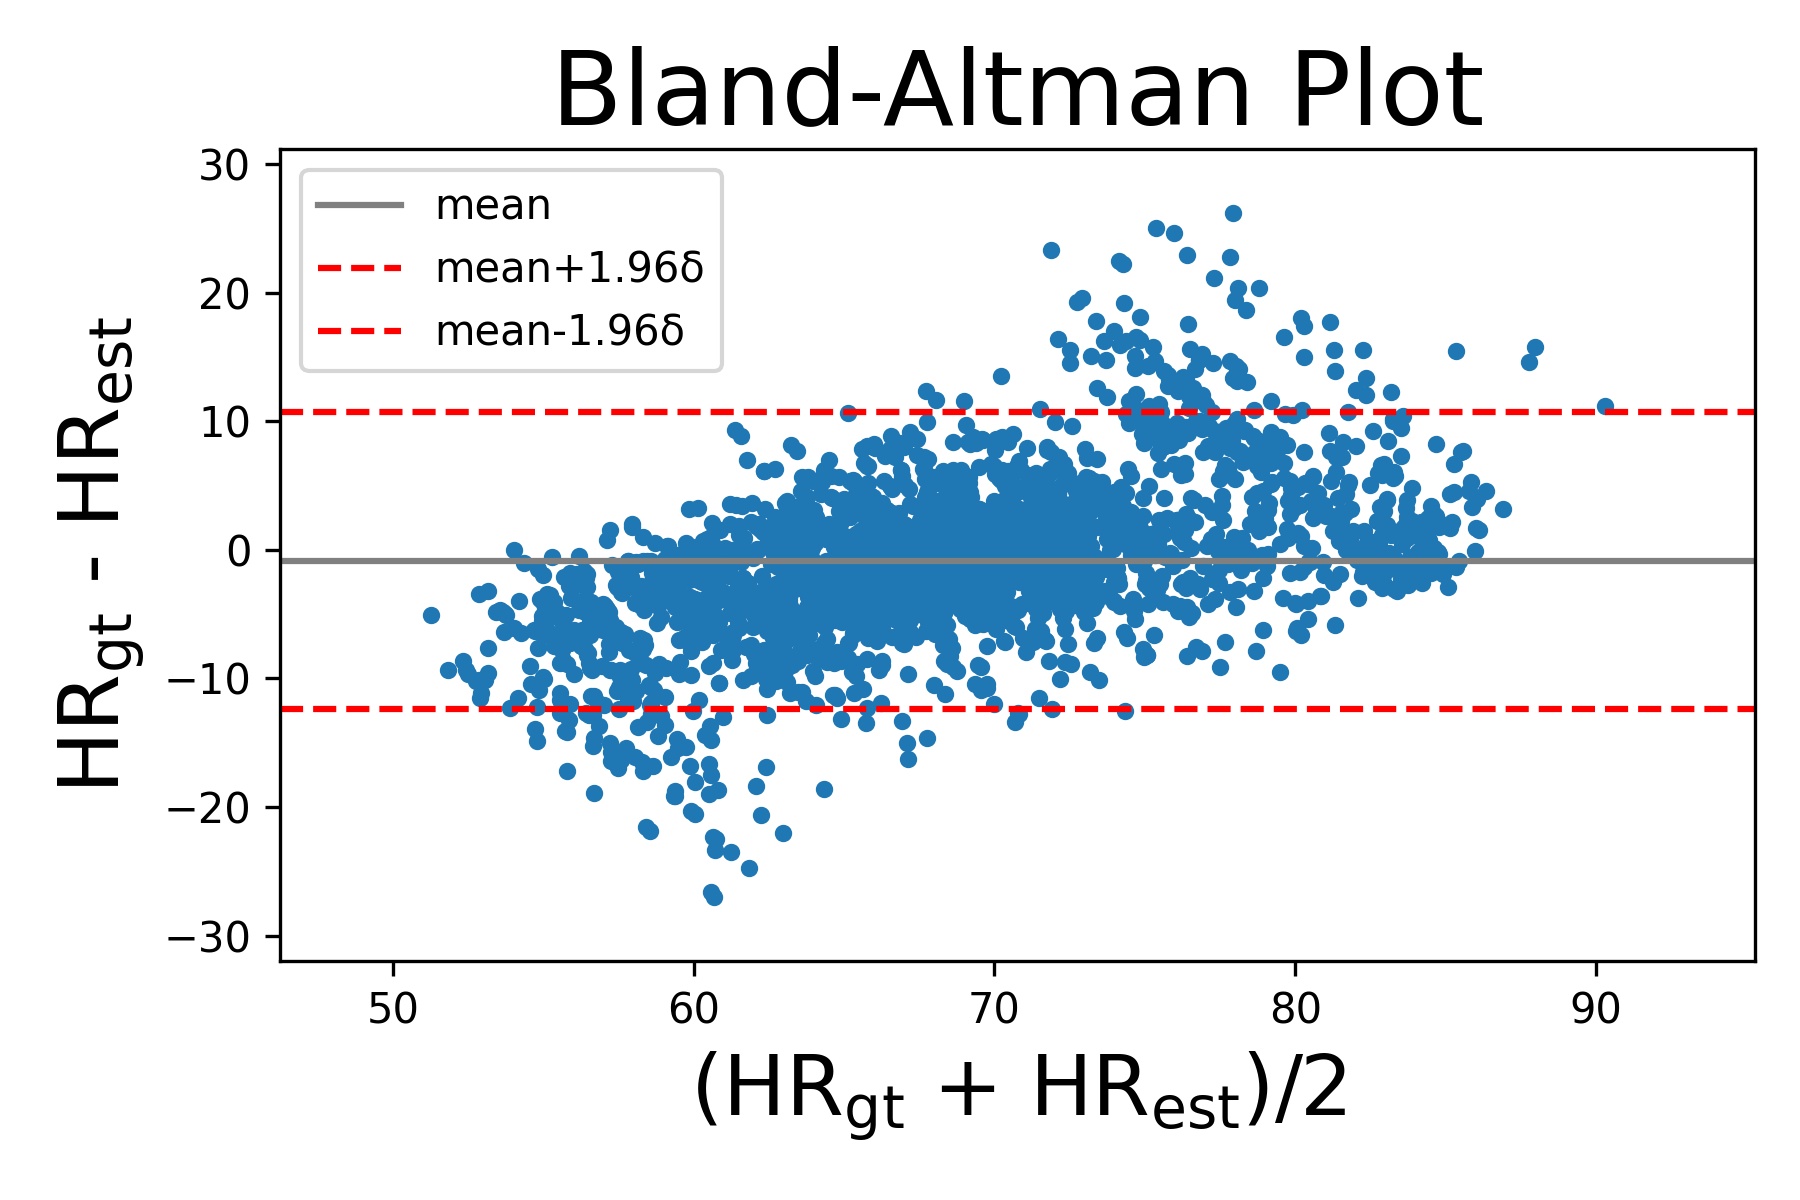 Bland-Altman Plot
mean
mean+1.96δ
mean-1.96δ
30
20
10
0
−10
−20
−30
HRgt - HRest
50 60 70 80 90
(HRgt + HRest)/2